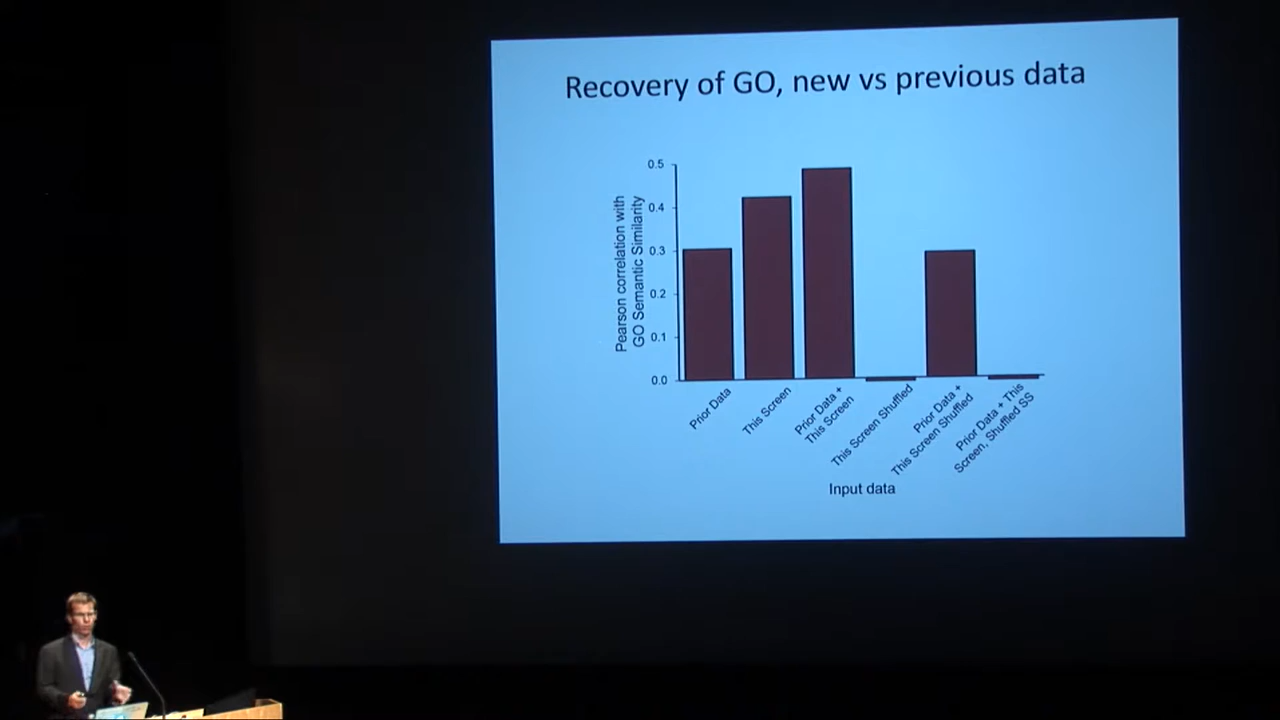 Recovery of GO, new vs previous data
Pearson correlation with
GO Semantic Similarity
0.5
0.4
0.3
0.2
0.1
0.0
Prior Data
This Screen
Prior Data +
This Screen
This Screen Shuffled
Prior Data +
This Screen Shuffled
Prior Data + This
Screen, Shuffled SS
Input data